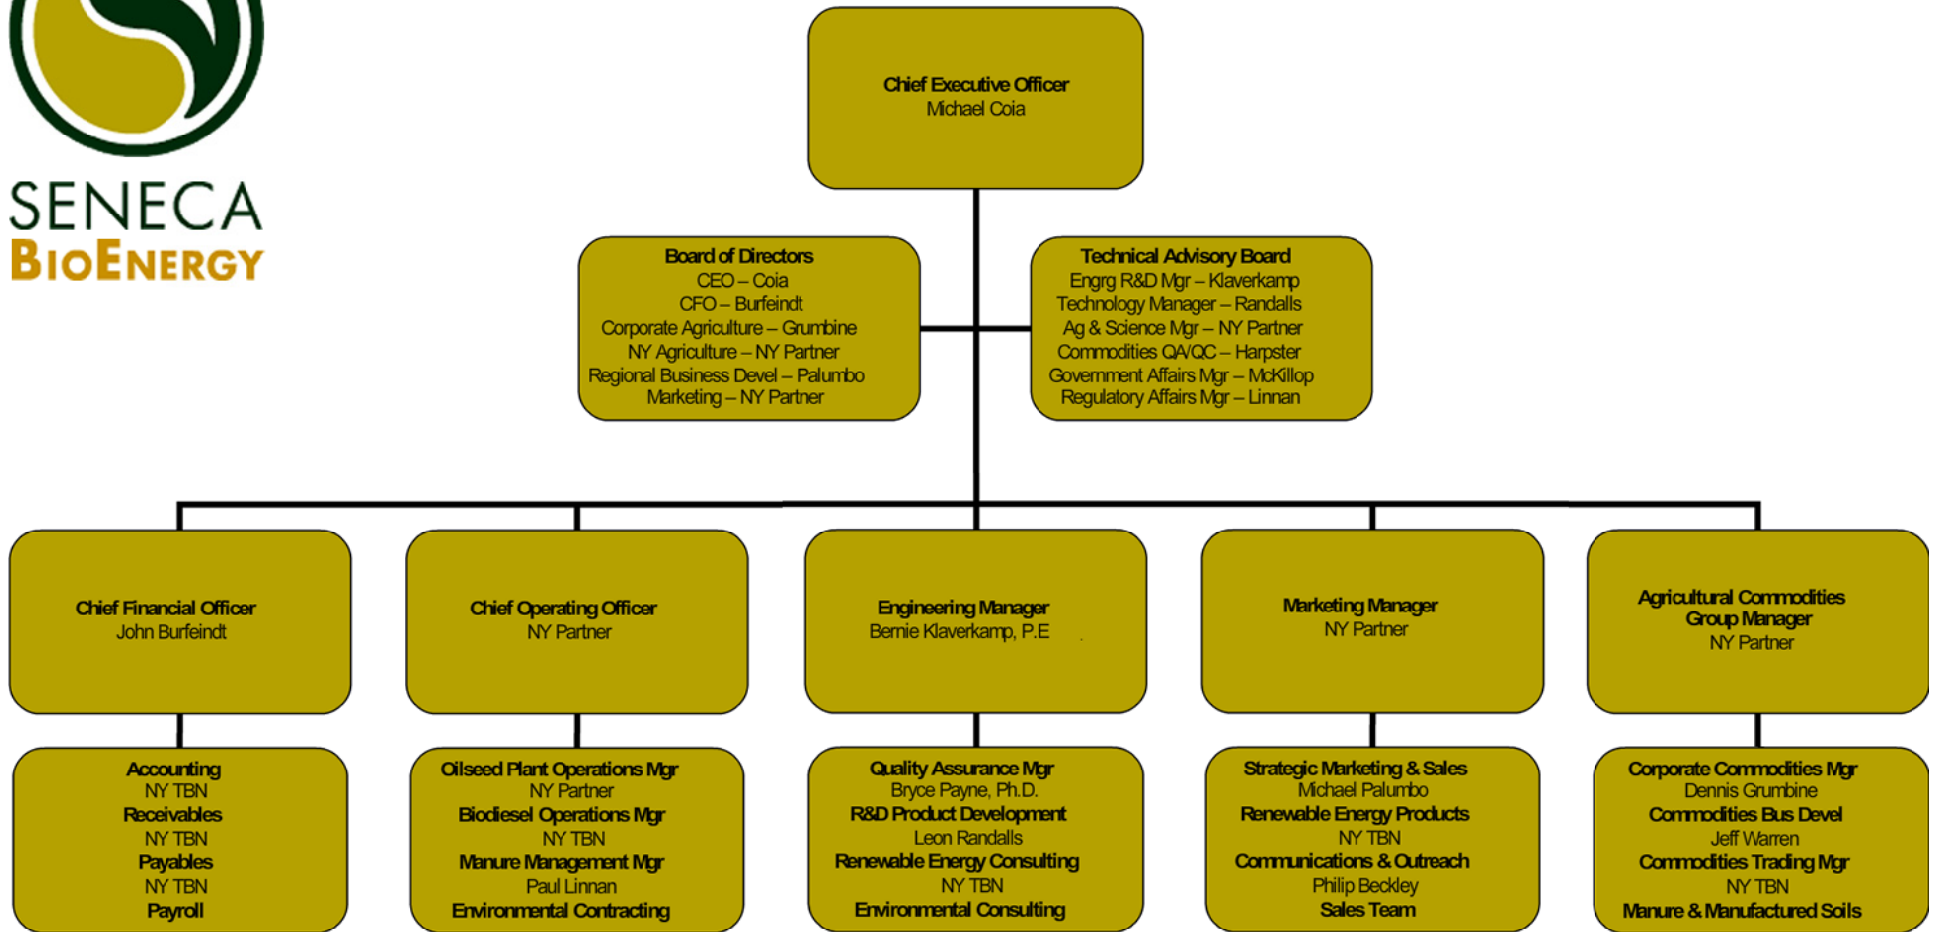 SENECA
BIOENERGY
Chief Executive Officer
Michael Coia
Board of Directors
CEO – Coia
CFO – Burfeindt
Corporate Agriculture – Grumbine
NY Agriculture – NY Partner
Regional Business Devel – Palumbo
Marketing – NY Partner
Technical Advisory Board
Engrg R&D Mgr – Klaverkamp
Technology Manager – Randalls
Ag & Science Mgr – NY Partner
Commodities QA/QC – Harpster
Government Affairs Mgr – McKillop
Regulatory Affairs Mgr – Linnan
Chief Financial Officer
John Burfeindt
Chief Operating Officer
NY Partner
Engineering Manager
Bernie Klaverkamp, P.E
Marketing Manager
NY Partner
Agricultural Commodities
Group Manager
NY Partner
Accounting
NY TBN
Receivables
NY TBN
Payables
NY TBN
Payroll
Oilseed Plant Operations Mgr
NY Partner
Biodiesel Operations Mgr
NY TBN
Manure Management Mgr
Paul Linnan
Environmental Contracting
Quality Assurance Mgr
Bryce Payne, Ph.D.
R&D Product Development
Leon Randalls
Renewable Energy Consulting
NY TBN
Environmental Consulting
Strategic Marketing & Sales
Michael Palumbo
Renewable Energy Products
NY TBN
Communications & Outreach
Philip Beckley
Sales Team
Corporate Commodities Mgr
Dennis Grumbine
Commodities Bus Devel
Jeff Warren
Commodities Trading Mgr
NY TBN
Manure & Manufactured Soils